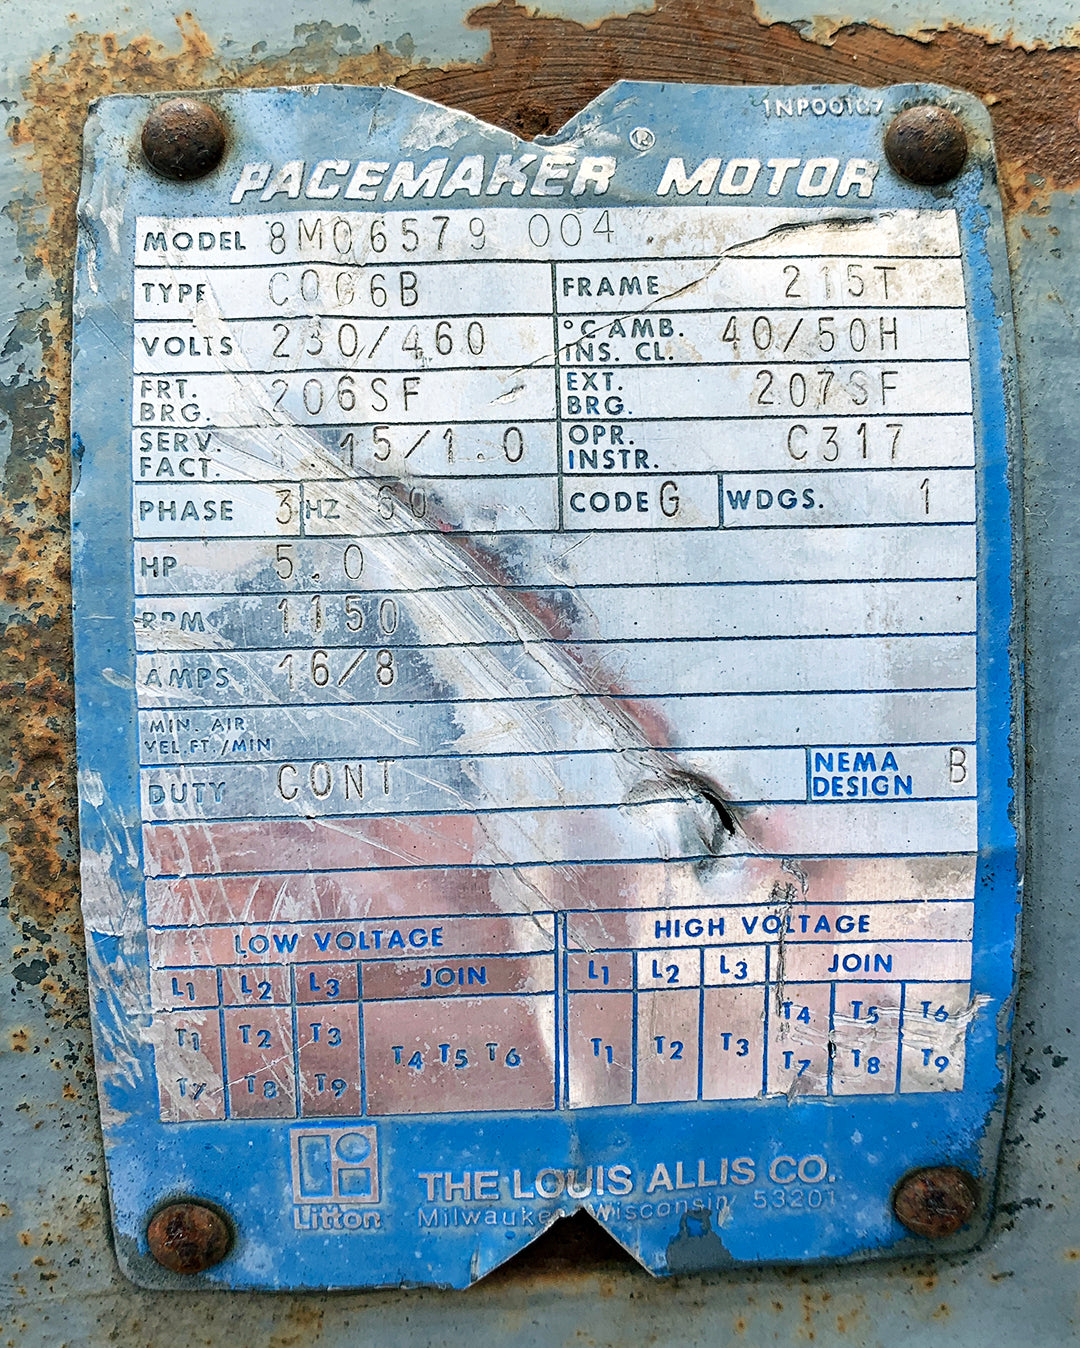 1NP00107
PACEMAKER® MOTOR
MODEL 8M06579 004
TYPE COG6B FRAME 215T
VOLTS 230/460 °C AMB. INS. CL. 40/50H
FRT. BRG. 206SF EXT. BRG. 207SF
SERV. FACT. 1.15/1.0 OPR. INSTR. C317
PHASE 3 HZ 60 CODE G WDGS. 1
HP 5.0
RPM 1150
AMPS 16/8
MIN. AIR
VEL. FT./MIN
DUTY CONT NEMA DESIGN B
LOW VOLTAGE HIGH VOLTAGE
L1 L2 L3 JOIN L1 L2 L3 JOIN
T1 T2 T3 T4 T5 T6 T1 T2 T3 T4 T5 T6
T7 T8 T9 T7 T8 T9
THE LOUIS ALLIS CO.
Litton Milwaukee, Wisconsin 53201